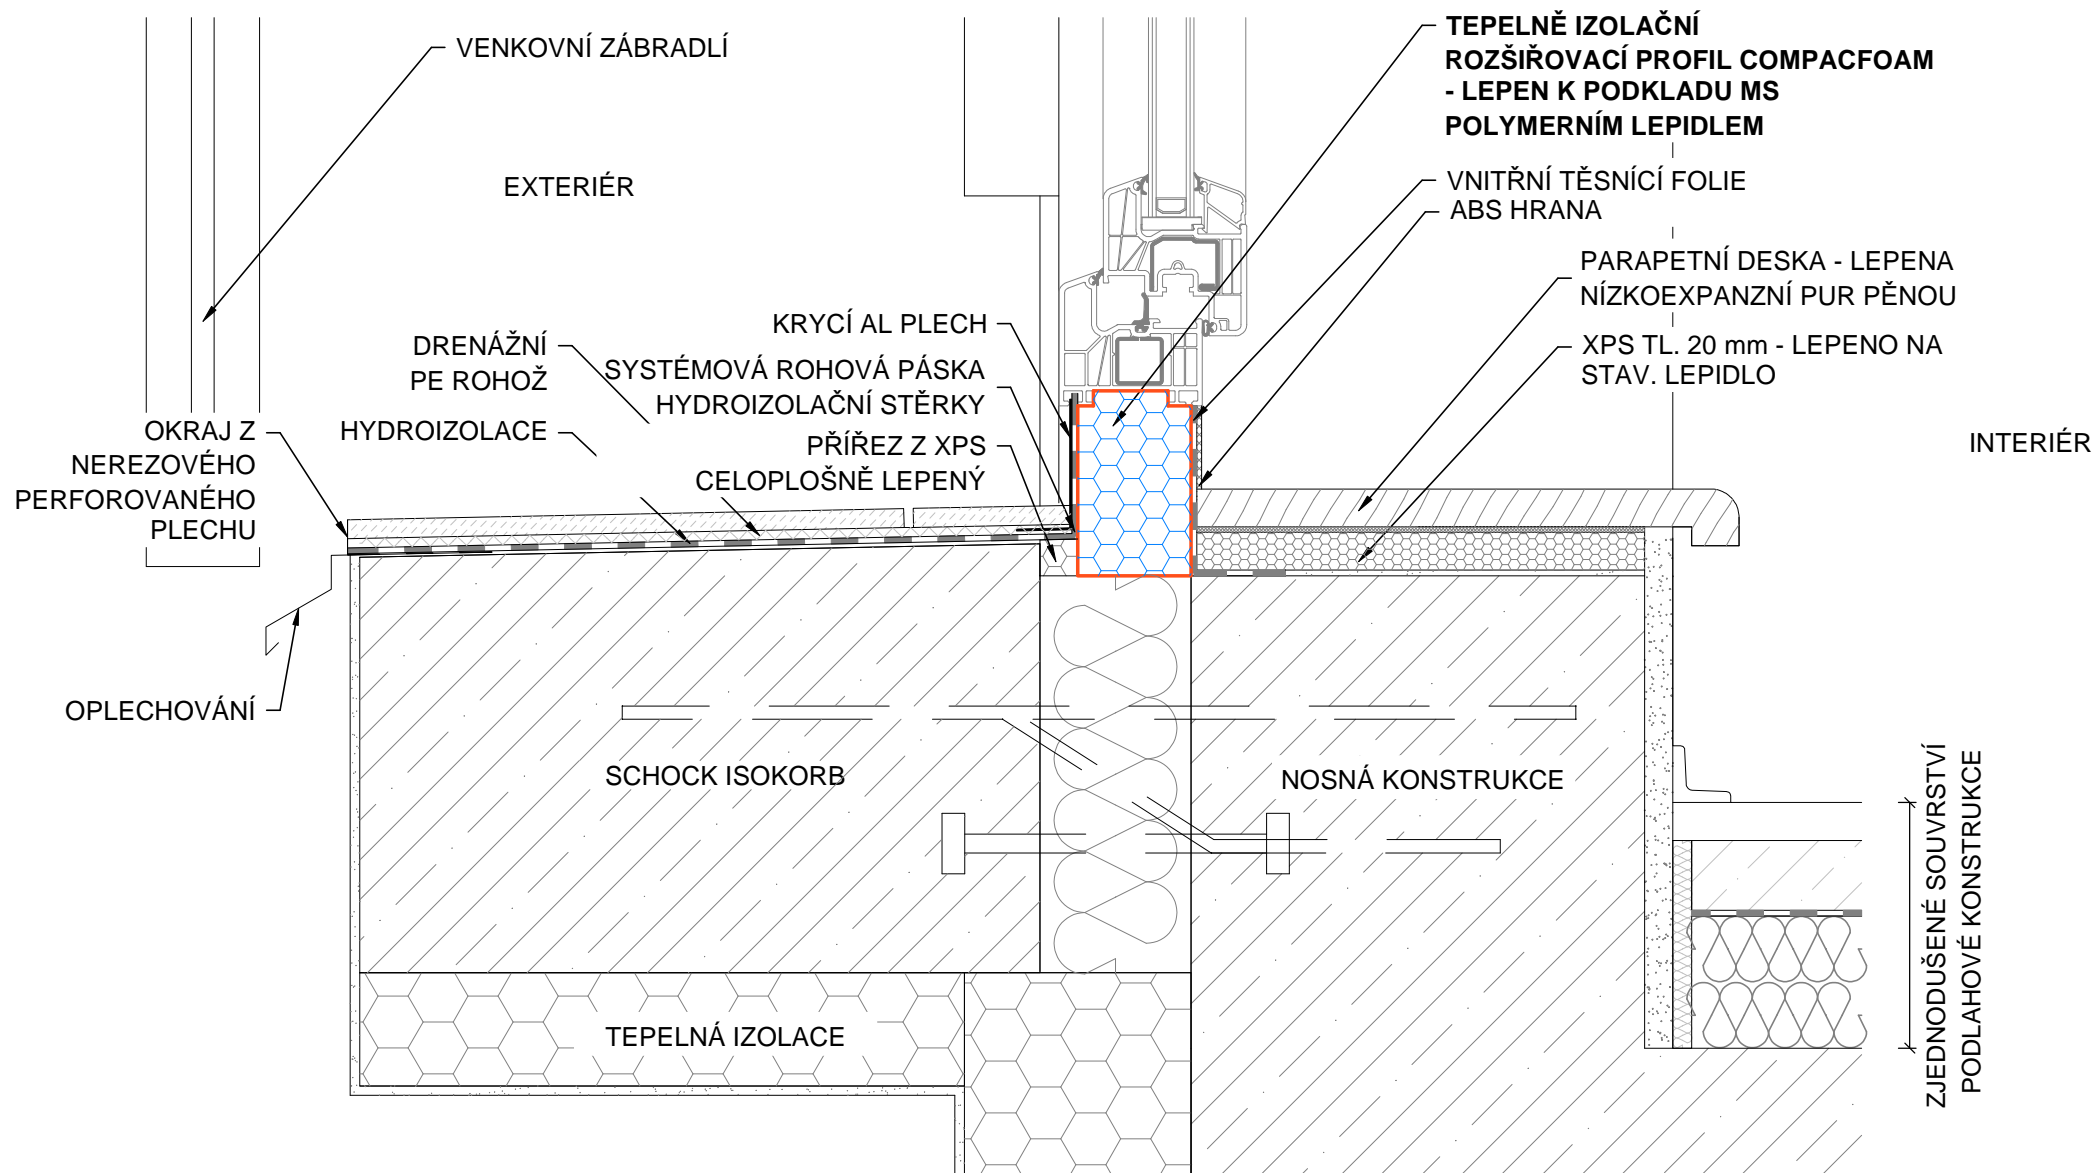 VENKOVNÍ ZÁBRADLÍ
EXTERIÉR
TEPELNĚ IZOLAČNÍ
ROZŠIŘOVACÍ PROFIL COMPACFOAM
- LEPEN K PODKLADU MS
POLYMERNÍM LEPIDLEM
VNITŘNÍ TĚSNÍCÍ FOLIE
ABS HRANA
PARAPETNÍ DESKA - LEPENA
NÍZKOEXPANZNÍ PUR PĚNOU
XPS TL. 20 mm - LEPENO NA
STAV. LEPIDLO
INTERIÉR
KRYCÍ AL PLECH
DRENÁŽNÍ
PE ROHOŽ
SYSTÉMOVÁ ROHOVÁ PÁSKA
HYDROIZOLAČNÍ STĚRKY
HYDROIZOLACE
PŘÍŘEZ Z XPS
CELOPLOŠNĚ LEPENÝ
OKRAJ Z
NEREZOVÉHO
PERFOROVANÉHO
PLECHU
OPLECHOVÁNÍ
SCHOCK ISOKORB
NOSNÁ KONSTRUKCE
TEPELNÁ IZOLACE
ZJEDNODUŠENÉ SOUVRSTVÍ
PODLAHOVÉ KONSTRUKCE